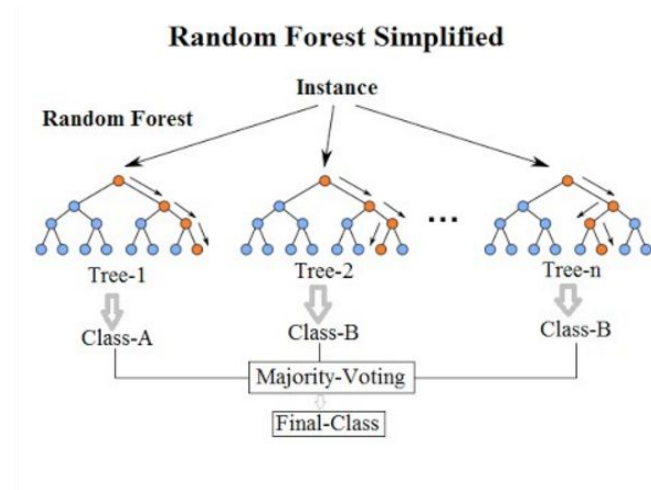 Random Forest Simplified
Instance
Random Forest
...
Tree-1
Tree-2
Tree-n
Class-A
Class-B
Class-B
Majority-Voting
Final-Class